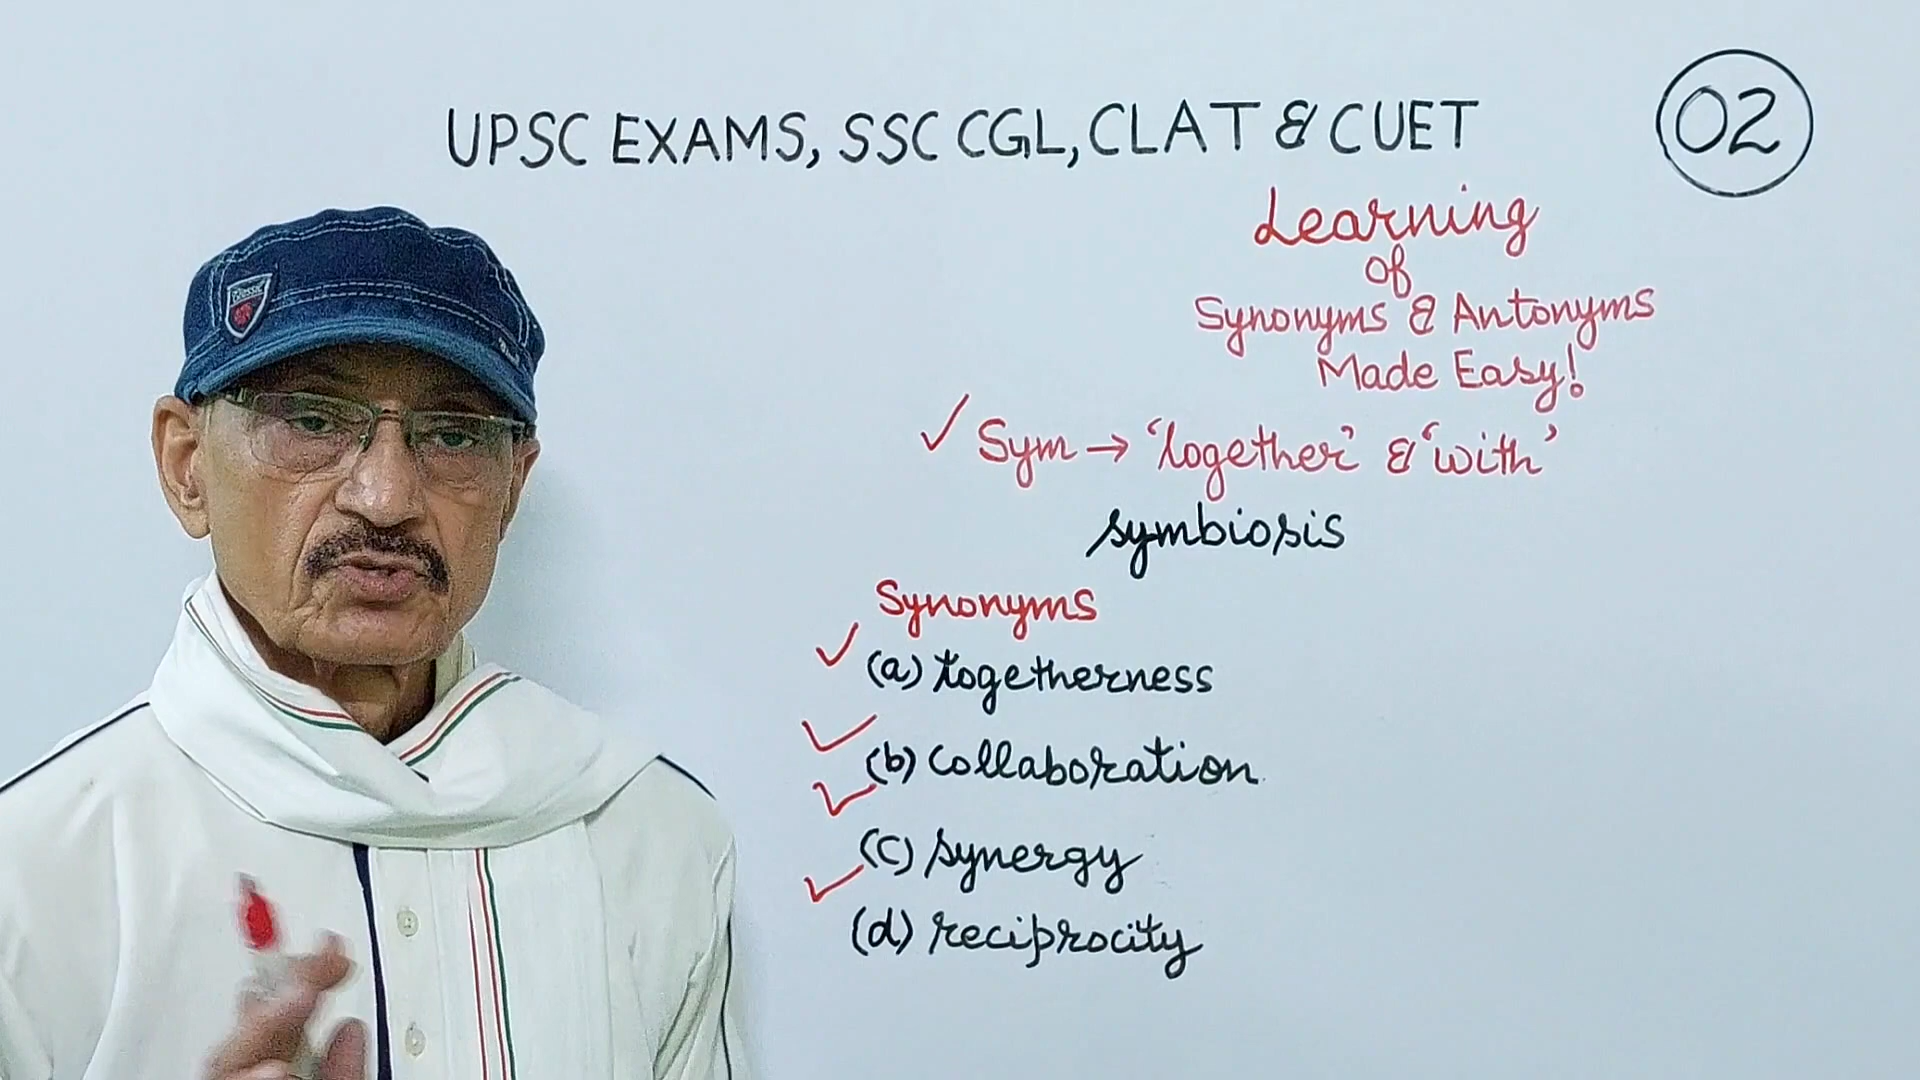 UPSC EXAMS, SSC CGL, CLAT & CUET
02
Learning
of
Synonyms & Antonyms
Made Easy!
✓ Sym → 'together' & 'with'
symbiosis
Synonyms
✓ (a) togetherness
✓ (b) collaboration
✓ (c) synergy
✓ (d) reciprocity